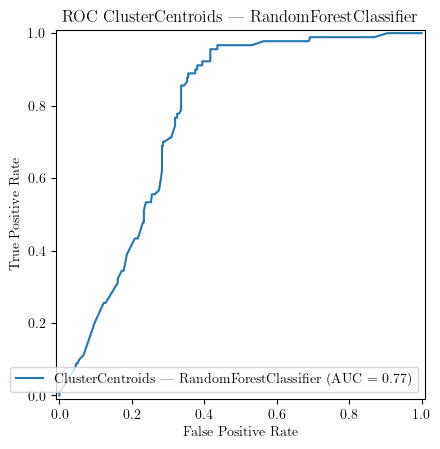 ROC ClusterCentroids — RandomForestClassifier
True Positive Rate
1.0
0.8
0.6
0.4
0.2
0.0
ClusterCentroids — RandomForestClassifier (AUC = 0.77)
0.0 0.2 0.4 0.6 0.8 1.0
False Positive Rate